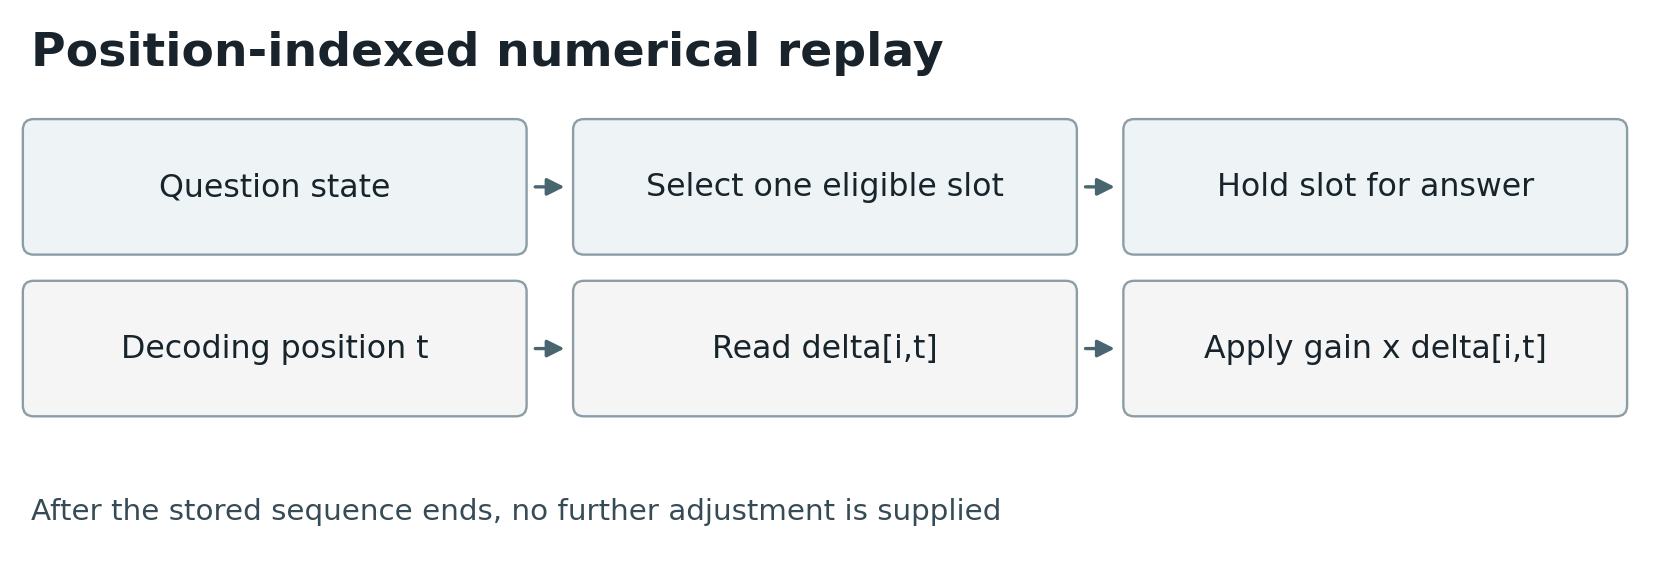 Position-indexed numerical replay
Question state
Select one eligible slot
Hold slot for answer
Decoding position t
Read delta[i,t]
Apply gain x delta[i,t]
After the stored sequence ends, no further adjustment is supplied